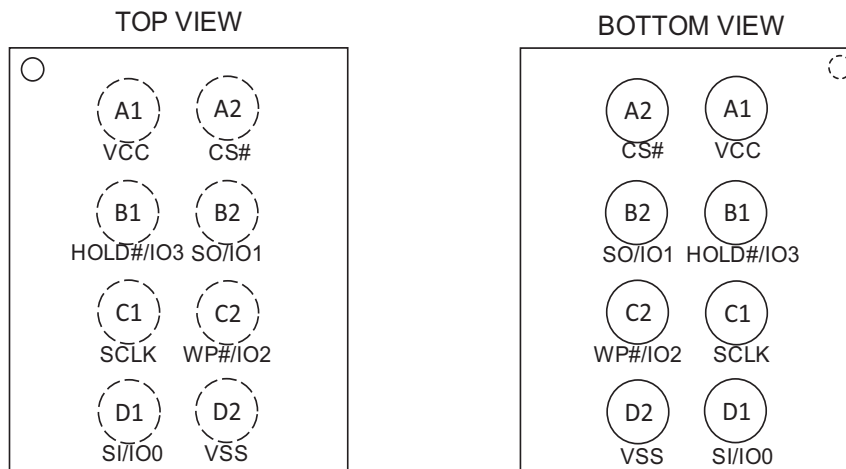 TOP VIEW
A1 A2
VCC CS#
B1 B2
HOLD#/IO3 SO/IO1
C1 C2
SCLK WP#/IO2
D1 D2
SI/IO0 VSS
BOTTOM VIEW
A2 A1
CS# VCC
B2 B1
SO/IO1 HOLD#/IO3
C2 C1
WP#/IO2 SCLK
D2 D1
VSS SI/IO0